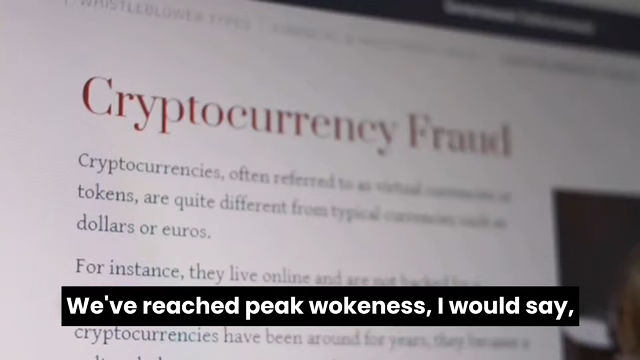 WHISTLEBLOWER TYPES
Cryptocurrency Fraud
Cryptocurrencies, often referred to as virtual currencies or
tokens, are quite different from typical currencies such as
dollars or euros.
For instance, they live online and are not backed by a
We've reached peak wokeness, I would say,
cryptocurrencies have been around for years, they